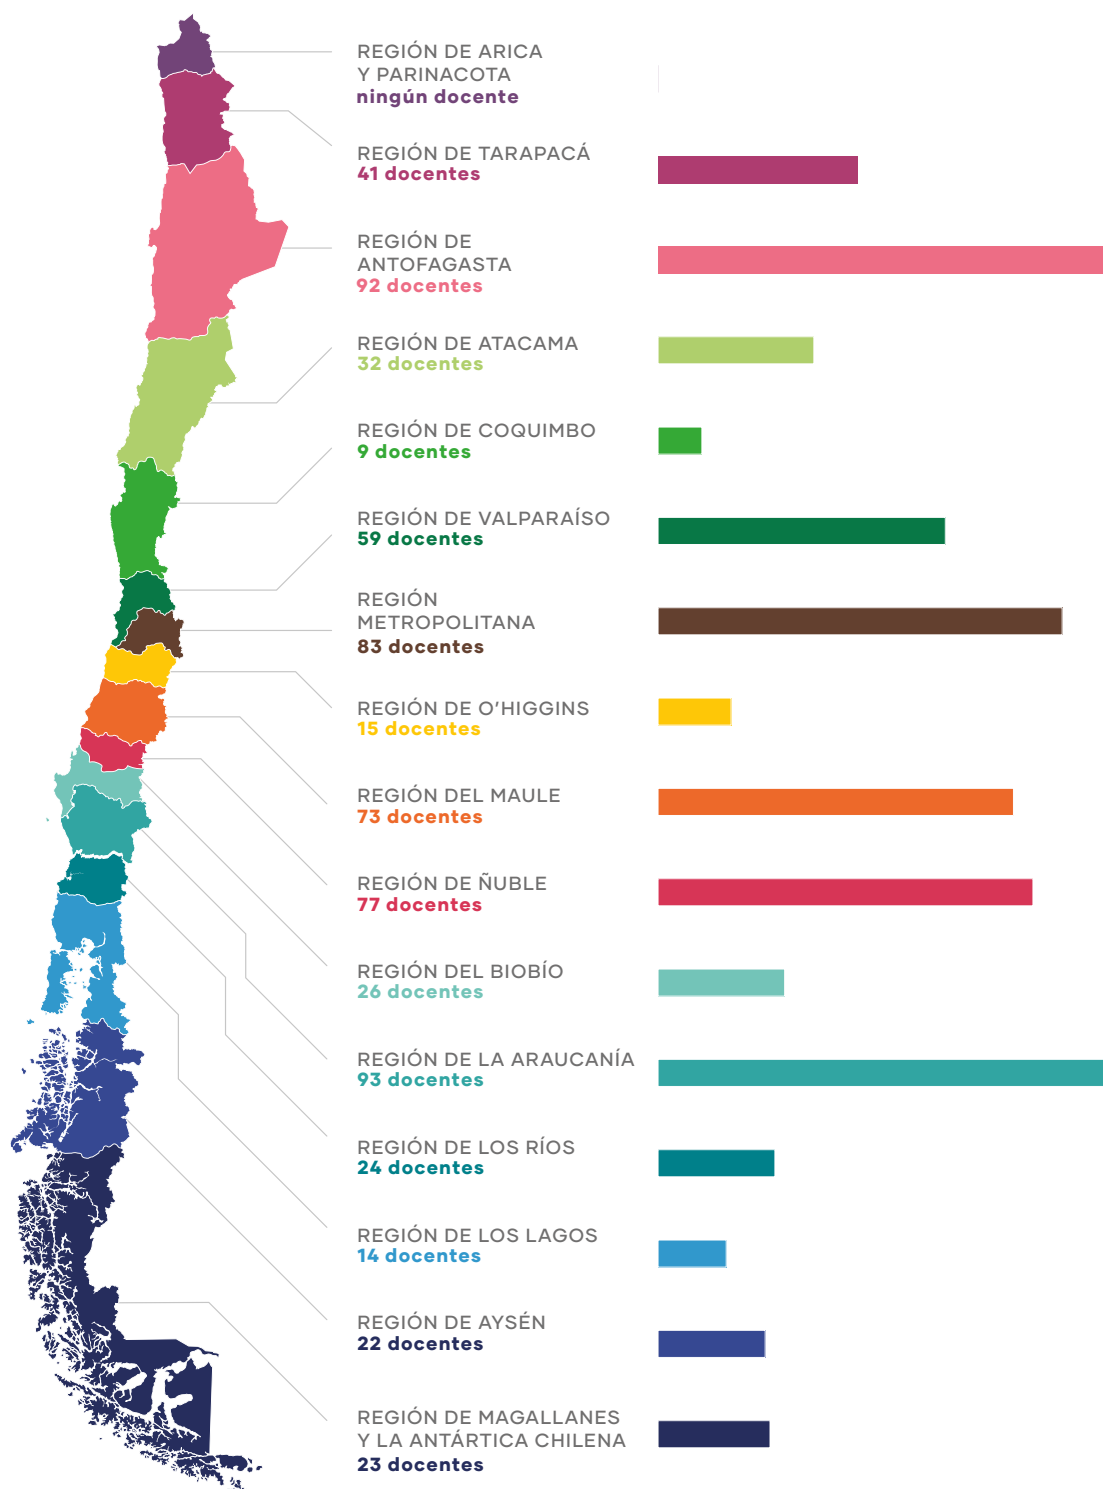 REGIÓN DE ARICA
Y PARINACOTA
ningún docente
REGIÓN DE TARAPACÁ
41 docentes
REGIÓN DE
ANTOFAGASTA
92 docentes
REGIÓN DE ATACAMA
32 docentes
REGIÓN DE COQUIMBO
9 docentes
REGIÓN DE VALPARAÍSO
59 docentes
REGIÓN
METROPOLITANA
83 docentes
REGIÓN DE O'HIGGINS
15 docentes
REGIÓN DEL MAULE
73 docentes
REGIÓN DE ÑUBLE
77 docentes
REGIÓN DEL BIOBÍO
26 docentes
REGIÓN DE LA ARAUCANÍA
93 docentes
REGIÓN DE LOS RÍOS
24 docentes
REGIÓN DE LOS LAGOS
14 docentes
REGIÓN DE AYSÉN
22 docentes
REGIÓN DE MAGALLANES
Y LA ANTÁRTICA CHILENA
23 docentes